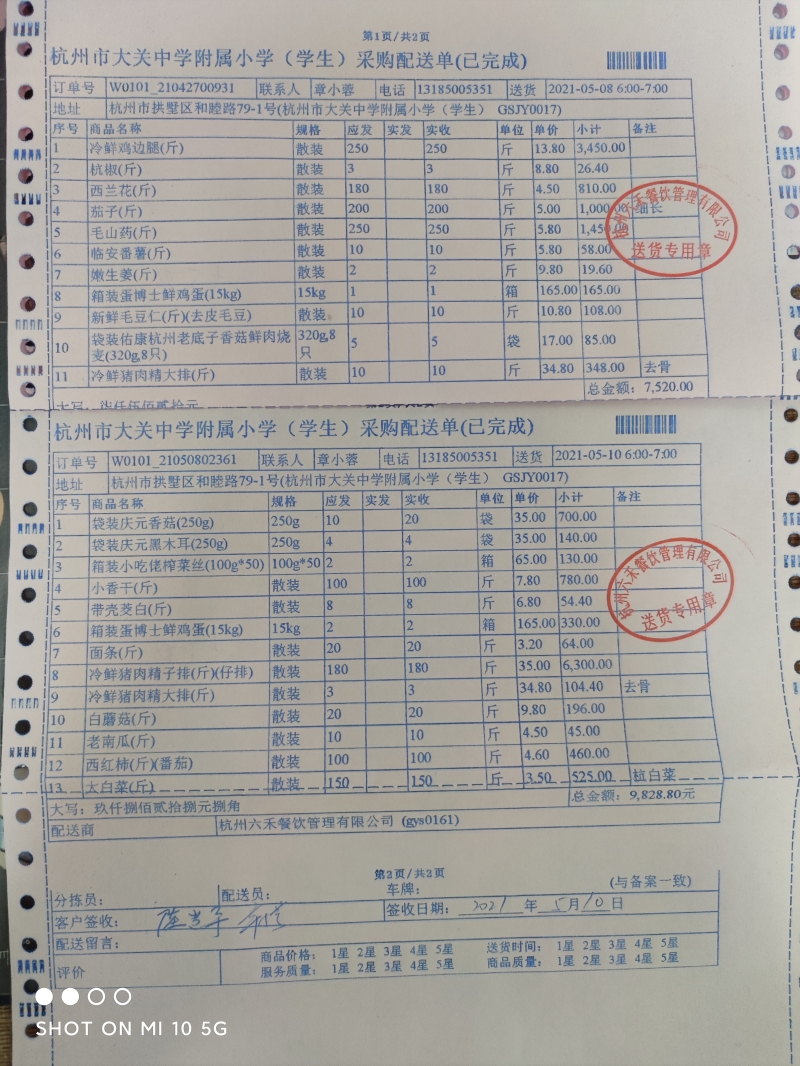 第1页/共2页
杭州市大关中学附属小学（学生）采购配送单(已完成)
订单号 W0101_21042700931 联系人 章小蓉 电话 13185005351 送货 2021-05-08 6:00-7:00
地址 杭州市拱墅区和睦路79-1号(杭州市大关中学附属小学（学生） GSJY0017)
序号 商品名称 规格 应发 实发 实收 单位 单价 小计 备注
1 冷鲜鸡边腿(斤) 散装 250 250 斤 13.80 3,450.00
2 杭椒(斤) 散装 3 3 斤 8.80 26.40
3 西兰花(斤) 散装 180 180 斤 4.50 810.00
4 茄子(斤) 散装 200 200 斤 5.00 1,000.00 细长
5 毛山药(斤) 散装 250 250 斤 5.80 1,450.00
6 临安番薯(斤) 散装 10 10 斤 5.80 58.00
7 嫩生姜(斤) 散装 2 2 斤 9.80 19.60
8 箱装蛋博士鲜鸡蛋(15kg) 15kg 1 1 箱 165.00 165.00
9 新鲜毛豆仁(斤)(去皮毛豆) 散装 10 10 斤 10.80 108.00
10 袋装佑康杭州老底子香菇鲜肉烧麦(320g,8只) 320g,8只 5 5 袋 17.00 85.00
11 冷鲜猪肉精大排(斤) 散装 10 10 斤 34.80 348.00 去骨
总金额：7,520.00
大写：柒仟伍佰贰拾元
杭州六禾餐饮管理有限公司
送货专用章
杭州市大关中学附属小学（学生）采购配送单(已完成)
订单号 W0101_21050802361 联系人 章小蓉 电话 13185005351 送货 2021-05-10 6:00-7:00
地址 杭州市拱墅区和睦路79-1号(杭州市大关中学附属小学（学生） GSJY0017)
序号 商品名称 规格 应发 实发 实收 单位 单价 小计 备注
1 袋装庆元香菇(250g) 250g 10 20 袋 35.00 700.00
2 袋装庆元黑木耳(250g) 250g 4 4 袋 35.00 140.00
3 箱装小吃佬榨菜丝(100g*50) 100g*50 2 2 箱 65.00 130.00
4 小香干(斤) 散装 100 100 斤 7.80 780.00
5 带壳茭白(斤) 散装 8 8 斤 6.80 54.40
6 箱装蛋博士鲜鸡蛋(15kg) 15kg 2 2 箱 165.00 330.00
7 面条(斤) 散装 20 20 斤 3.20 64.00
8 冷鲜猪肉精子排(斤)(仔排) 散装 180 180 斤 35.00 6,300.00
9 冷鲜猪肉精大排(斤) 散装 3 3 斤 34.80 104.40 去骨
10 白蘑菇(斤) 散装 20 20 斤 9.80 196.00
11 老南瓜(斤) 散装 10 10 斤 4.50 45.00
12 西红柿(斤)(番茄) 散装 100 100 斤 4.60 460.00
13 大白菜(斤) 散装 150 150 斤 3.50 525.00 杭白菜
大写：玖仟捌佰贰拾捌元捌角 总金额：9,828.80元
配送商 杭州六禾餐饮管理有限公司 (gys0161)
杭州六禾餐饮管理有限公司
送货专用章
第2页/共2页
分拣员： 配送员： 车牌： (与备案一致)
客户签收： 签收日期： 2021 年 5 月 10 日
配送留言：
评价 商品价格： 1星 2星 3星 4星 5星 送货时间： 1星 2星 3星 4星 5星
服务质量： 1星 2星 3星 4星 5星 商品质量： 1星 2星 3星 4星 5星
SHOT ON MI 10 5G